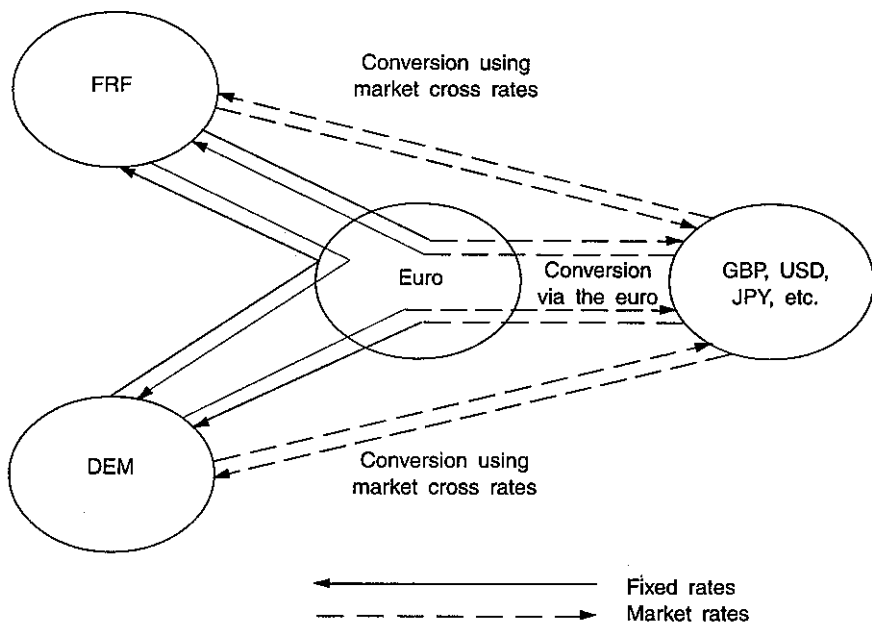 Conversion using
market cross rates
FRF
Euro
Conversion
via the euro
GBP, USD,
JPY, etc.
DEM
Conversion using
market cross rates
Fixed rates
Market rates